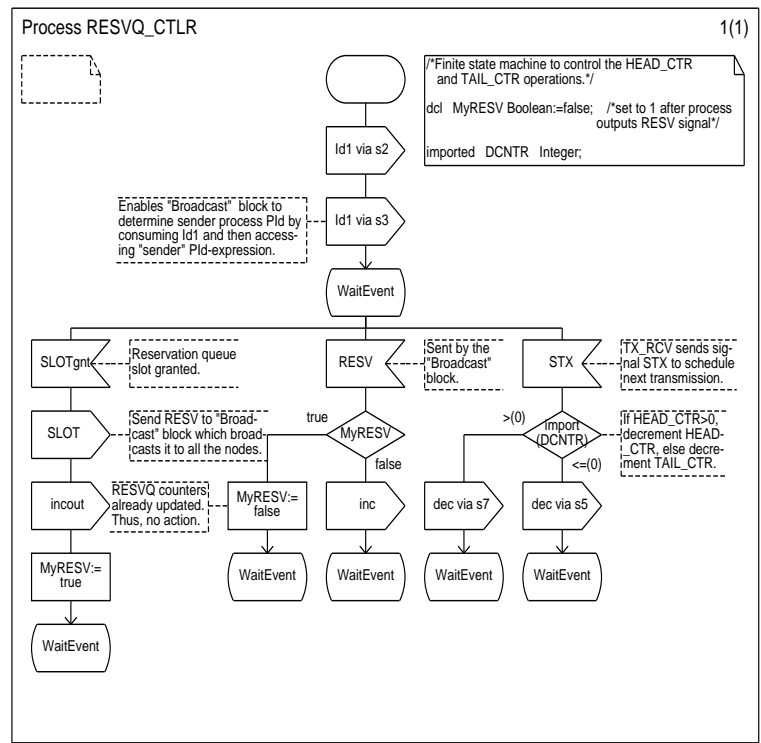 Process RESVQ_CTLR
1(1)
/*Finite state machine to control the HEAD_CTR
and TAIL_CTR operations.*/
dcl MyRESV Boolean:=false; /*set to 1 after process
outputs RESV signal*/
imported DCNTR Integer;
Id1 via s2
Enables "Broadcast" block to
determine sender process PId by
consuming Id1 and then access-
ing "sender" PId-expression.
Id1 via s3
WaitEvent
SLOTgnt
Reservation queue
slot granted.
RESV
Sent by the
"Broadcast"
block.
STX
TX_RCV sends sig-
nal STX to schedule
next transmission.
SLOT
Send RESV to "Broad-
cast" block which broad-
casts it to all the nodes.
true
MyRESV
false
>(0)
import
(DCNTR)
<=(0)
If HEAD_CTR>0,
decrement HEAD-
_CTR, else decre-
ment TAIL_CTR.
incout
RESVQ counters
already updated.
Thus, no action.
MyRESV:=
false
inc
dec via s7
dec via s5
MyRESV:=
true
WaitEvent
WaitEvent
WaitEvent
WaitEvent
WaitEvent